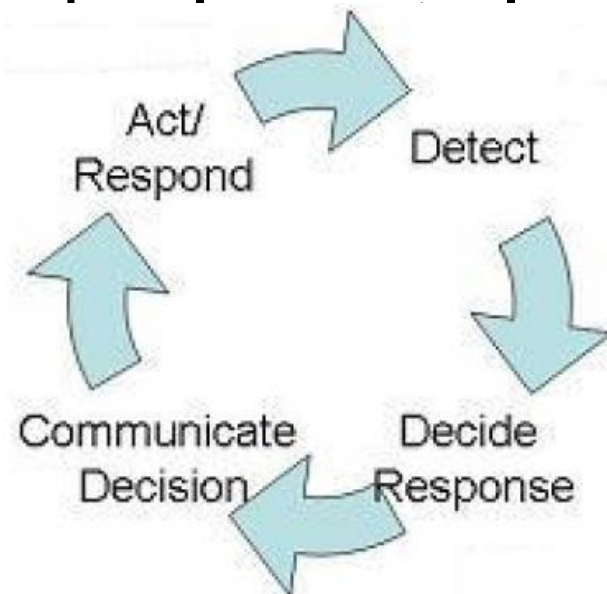 Act/
Respond
Detect
Decide
Response
Communicate
Decision